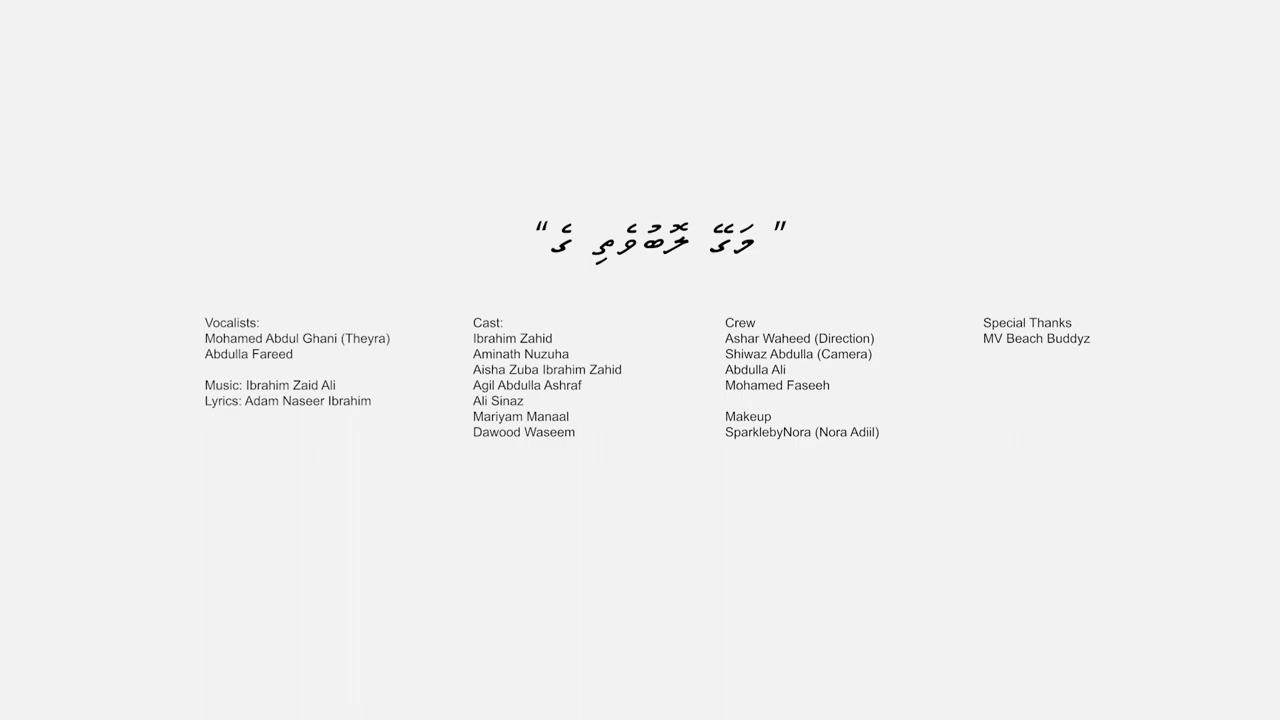 "މަގޭ ލޮބުވެތި ގެ"
Vocalists:
Mohamed Abdul Ghani (Theyra)
Abdulla Fareed
Music: Ibrahim Zaid Ali
Lyrics: Adam Naseer Ibrahim
Cast:
Ibrahim Zahid
Aminath Nuzuha
Aisha Zuba Ibrahim Zahid
Agil Abdulla Ashraf
Ali Sinaz
Mariyam Manaal
Dawood Waseem
Crew
Ashar Waheed (Direction)
Shiwaz Abdulla (Camera)
Abdulla Ali
Mohamed Faseeh
Makeup
SparklebyNora (Nora Adiil)
Special Thanks
MV Beach Buddyz